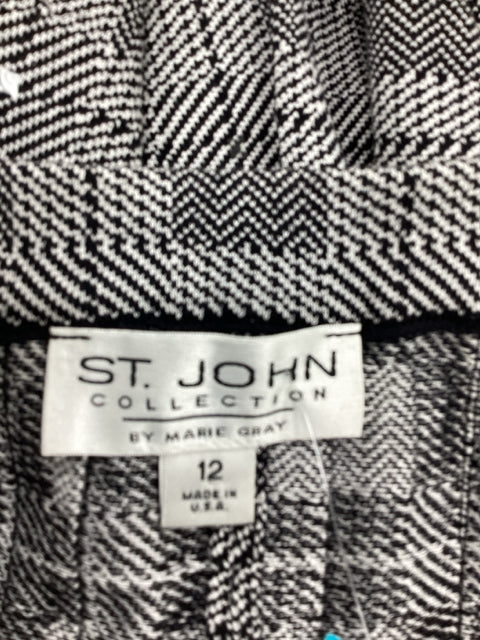 ST. JOHN
COLLECTION
BY MARIE GRAY
12
MADE IN
U.S.A.